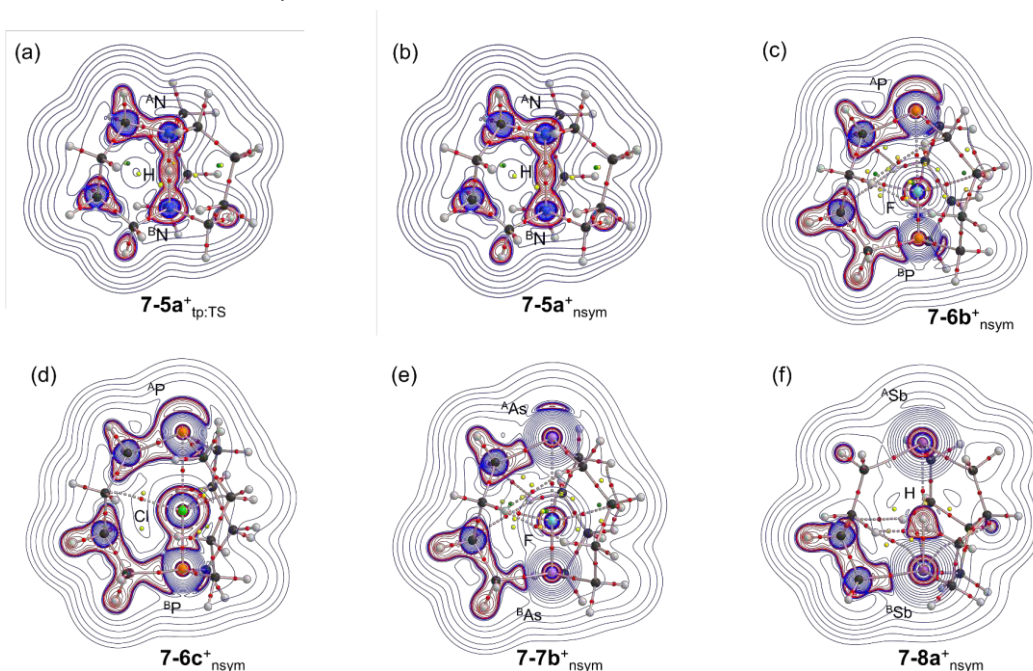 (a)
ᴬN
H
ᴮN
7-5a⁺tp:TS
(b)
ᴬN
H
ᴮN
7-5a⁺nsym
(c)
ᴬP
F
ᴮP
7-6b⁺nsym
(d)
ᴬP
Cl
ᴮP
7-6c⁺nsym
(e)
ᴬAs
F
ᴮAs
7-7b⁺nsym
(f)
ᴬSb
H
ᴮSb
7-8a⁺nsym